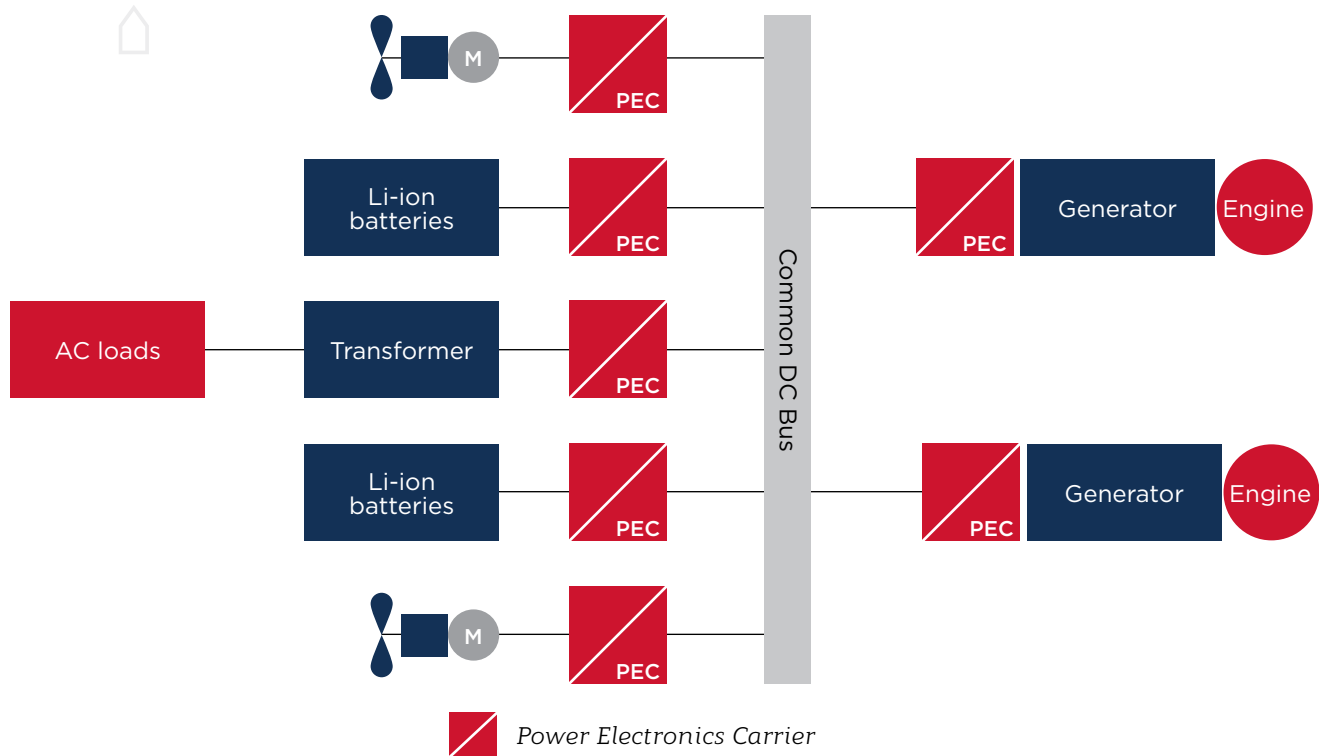 M
PEC
Li-ion
batteries
PEC
PEC
Generator
Engine
AC loads
Transformer
PEC
Common DC Bus
Li-ion
batteries
PEC
PEC
Generator
Engine
M
PEC
Power Electronics Carrier